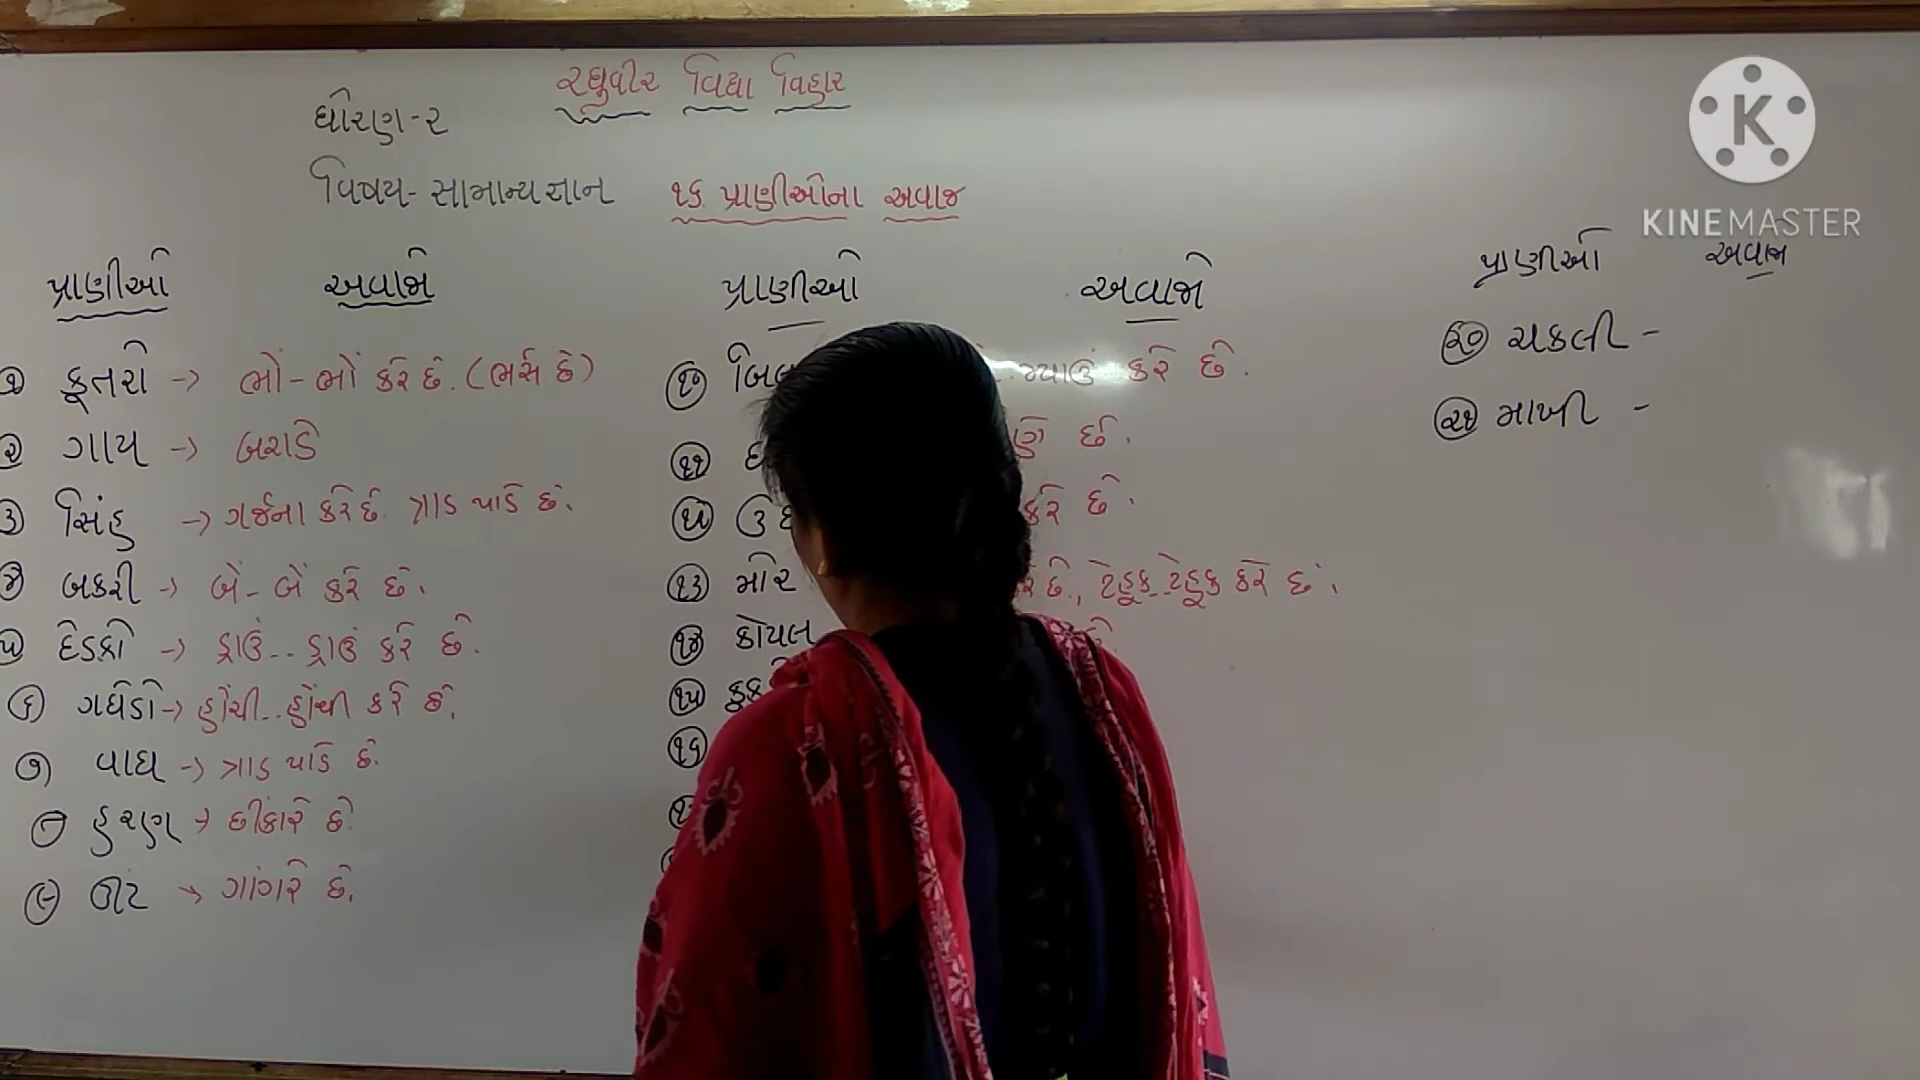 રઘુવીર વિદ્યા વિહાર
ધોરણ-૨
વિષય- સામાન્ય જ્ઞાન
૧૬ પ્રાણીઓના અવાજ
KINEMASTER
પ્રાણીઓ અવાજો
૧ કૂતરો -> ભોં-ભોં કરે છે. (ભસે છે)
૨ ગાય -> બરાડે
૩ સિંહ -> ગર્જના કરે છે. ત્રાડ પાડે છે.
૪ બકરી -> બેં-બેં કરે છે.
૫ દેડકો -> ડ્રાઉં.. ડ્રાઉં કરે છે.
૬ ગધેડો -> હોંચી..હોંચી કરે છે.
૭ વાઘ -> ત્રાડ પાડે છે.
૮ હરણ -> છીંકારે છે.
૯ ઊંટ -> ગાંગરે છે.
પ્રાણીઓ અવાજો
૧૦ મ્યાઉં કરે છે.
૧૧ છે.
૧૨ કરે છે.
૧૩ મોર છે., ટેહૂક..ટેહૂક કરે છે.
૧૪ કોયલ
૧૫
૧૬
પ્રાણીઓ અવાજ
૨૦ ચકલી -
૨૧ માખી -